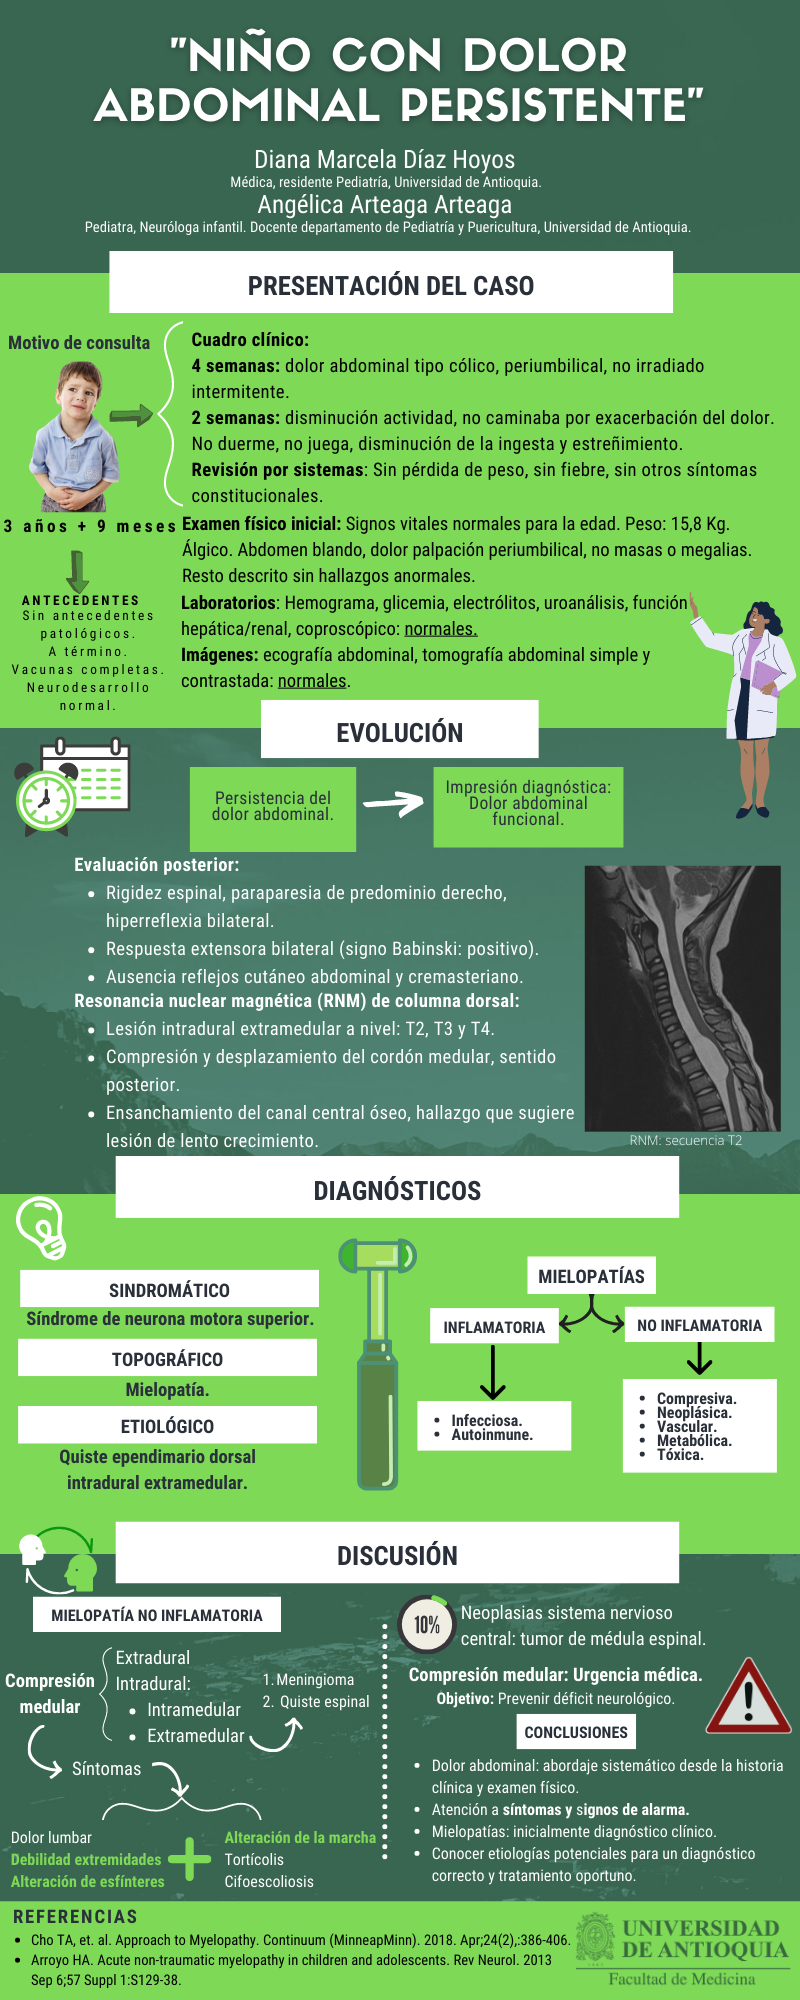 "NIÑO CON DOLOR
ABDOMINAL PERSISTENTE"
Diana Marcela Díaz Hoyos
Médica, residente Pediatría, Universidad de Antioquia.
Angélica Arteaga Arteaga
Pediatra, Neuróloga infantil. Docente departamento de Pediatría y Puericultura, Universidad de Antioquia.
PRESENTACIÓN DEL CASO
Motivo de consulta
3 años + 9 meses
ANTECEDENTES
Sin antecedentes
patológicos.
A término.
Vacunas completas.
Neurodesarrollo
normal.
Cuadro clínico:
4 semanas: dolor abdominal tipo cólico, periumbilical, no irradiado
intermitente.
2 semanas: disminución actividad, no caminaba por exacerbación del dolor.
No duerme, no juega, disminución de la ingesta y estreñimiento.
Revisión por sistemas: Sin pérdida de peso, sin fiebre, sin otros síntomas
constitucionales.
Examen físico inicial: Signos vitales normales para la edad. Peso: 15,8 Kg.
Álgico. Abdomen blando, dolor palpación periumbilical, no masas o megalias.
Resto descrito sin hallazgos anormales.
Laboratorios: Hemograma, glicemia, electrólitos, uroanálisis, función
hepática/renal, coproscópico: normales.
Imágenes: ecografía abdominal, tomografía abdominal simple y
contrastada: normales.
EVOLUCIÓN
Persistencia del
dolor abdominal.
Impresión diagnóstica:
Dolor abdominal
funcional.
Evaluación posterior:
• Rigidez espinal, paraparesia de predominio derecho,
hiperreflexia bilateral.
• Respuesta extensora bilateral (signo Babinski: positivo).
• Ausencia reflejos cutáneo abdominal y cremasteriano.
Resonancia nuclear magnética (RNM) de columna dorsal:
• Lesión intradural extramedular a nivel: T2, T3 y T4.
• Compresión y desplazamiento del cordón medular, sentido
posterior.
• Ensanchamiento del canal central óseo, hallazgo que sugiere
lesión de lento crecimiento.
RNM: secuencia T2
DIAGNÓSTICOS
SINDROMÁTICO
Síndrome de neurona motora superior.
TOPOGRÁFICO
Mielopatía.
ETIOLÓGICO
Quiste ependimario dorsal
intradural extramedular.
MIELOPATÍAS
INFLAMATORIA
• Infecciosa.
• Autoinmune.
NO INFLAMATORIA
• Compresiva.
• Neoplásica.
• Vascular.
• Metabólica.
• Tóxica.
DISCUSIÓN
MIELOPATÍA NO INFLAMATORIA
Compresión
medular
Extradural
Intradural:
• Intramedular
• Extramedular
1. Meningioma
2. Quiste espinal
Síntomas
Dolor lumbar
Debilidad extremidades
Alteración de esfínteres
Alteración de la marcha
Tortícolis
Cifoescoliosis
10%
Neoplasias sistema nervioso
central: tumor de médula espinal.
Compresión medular: Urgencia médica.
Objetivo: Prevenir déficit neurológico.
CONCLUSIONES
• Dolor abdominal: abordaje sistemático desde la historia
clínica y examen físico.
• Atención a síntomas y signos de alarma.
• Mielopatías: inicialmente diagnóstico clínico.
• Conocer etiologías potenciales para un diagnóstico
correcto y tratamiento oportuno.
REFERENCIAS
• Cho TA, et. al. Approach to Myelopathy. Continuum (MinneapMinn). 2018. Apr;24(2),:386-406.
• Arroyo HA. Acute non-traumatic myelopathy in children and adolescents. Rev Neurol. 2013
Sep 6;57 Suppl 1:S129-38.
UNIVERSIDAD
DE ANTIOQUIA
Facultad de Medicina